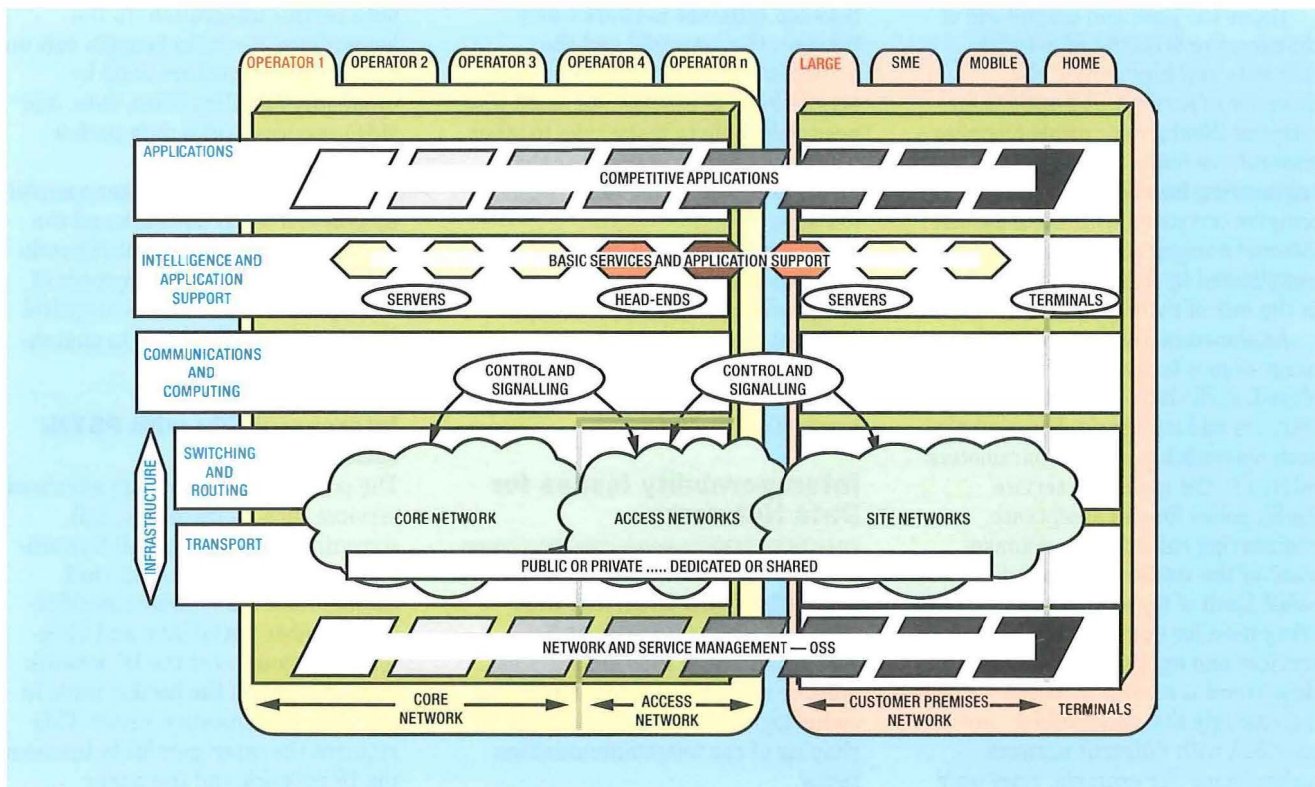 OPERATOR 1
OPERATOR 2
OPERATOR 3
OPERATOR 4
OPERATOR n
LARGE
SME
MOBILE
HOME
APPLICATIONS
COMPETITIVE APPLICATIONS
INTELLIGENCE AND
APPLICATION
SUPPORT
BASIC SERVICES AND APPLICATION SUPPORT
SERVERS
HEAD-ENDS
SERVERS
TERMINALS
COMMUNICATIONS
AND
COMPUTING
CONTROL AND
SIGNALLING
CONTROL AND
SIGNALLING
INFRASTRUCTURE
SWITCHING
AND
ROUTING
TRANSPORT
CORE NETWORK
ACCESS NETWORKS
SITE NETWORKS
PUBLIC OR PRIVATE ..... DEDICATED OR SHARED
NETWORK AND SERVICE MANAGEMENT — OSS
CORE
NETWORK
ACCESS
NETWORK
CUSTOMER PREMISES
NETWORK
TERMINALS